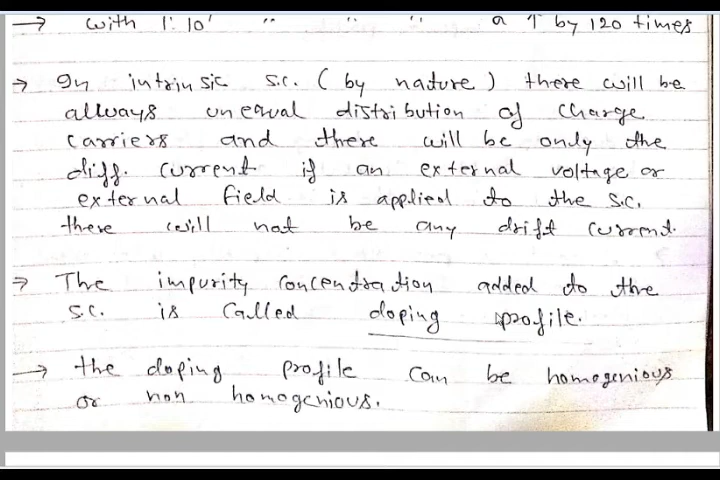 → with 1:10' " " " a ↑ by 120 times
→ In intrinsic s.c. (by nature) there will be
allways unequal distribution of charge
carriers and there will be only the
diff. current if an external voltage or
external field is applied to the s.c.
there will not be any drift current.
→ The impurity concentration added to the
s.c. is called doping profile.
→ the doping profile can be homogenious
or non homogenious.